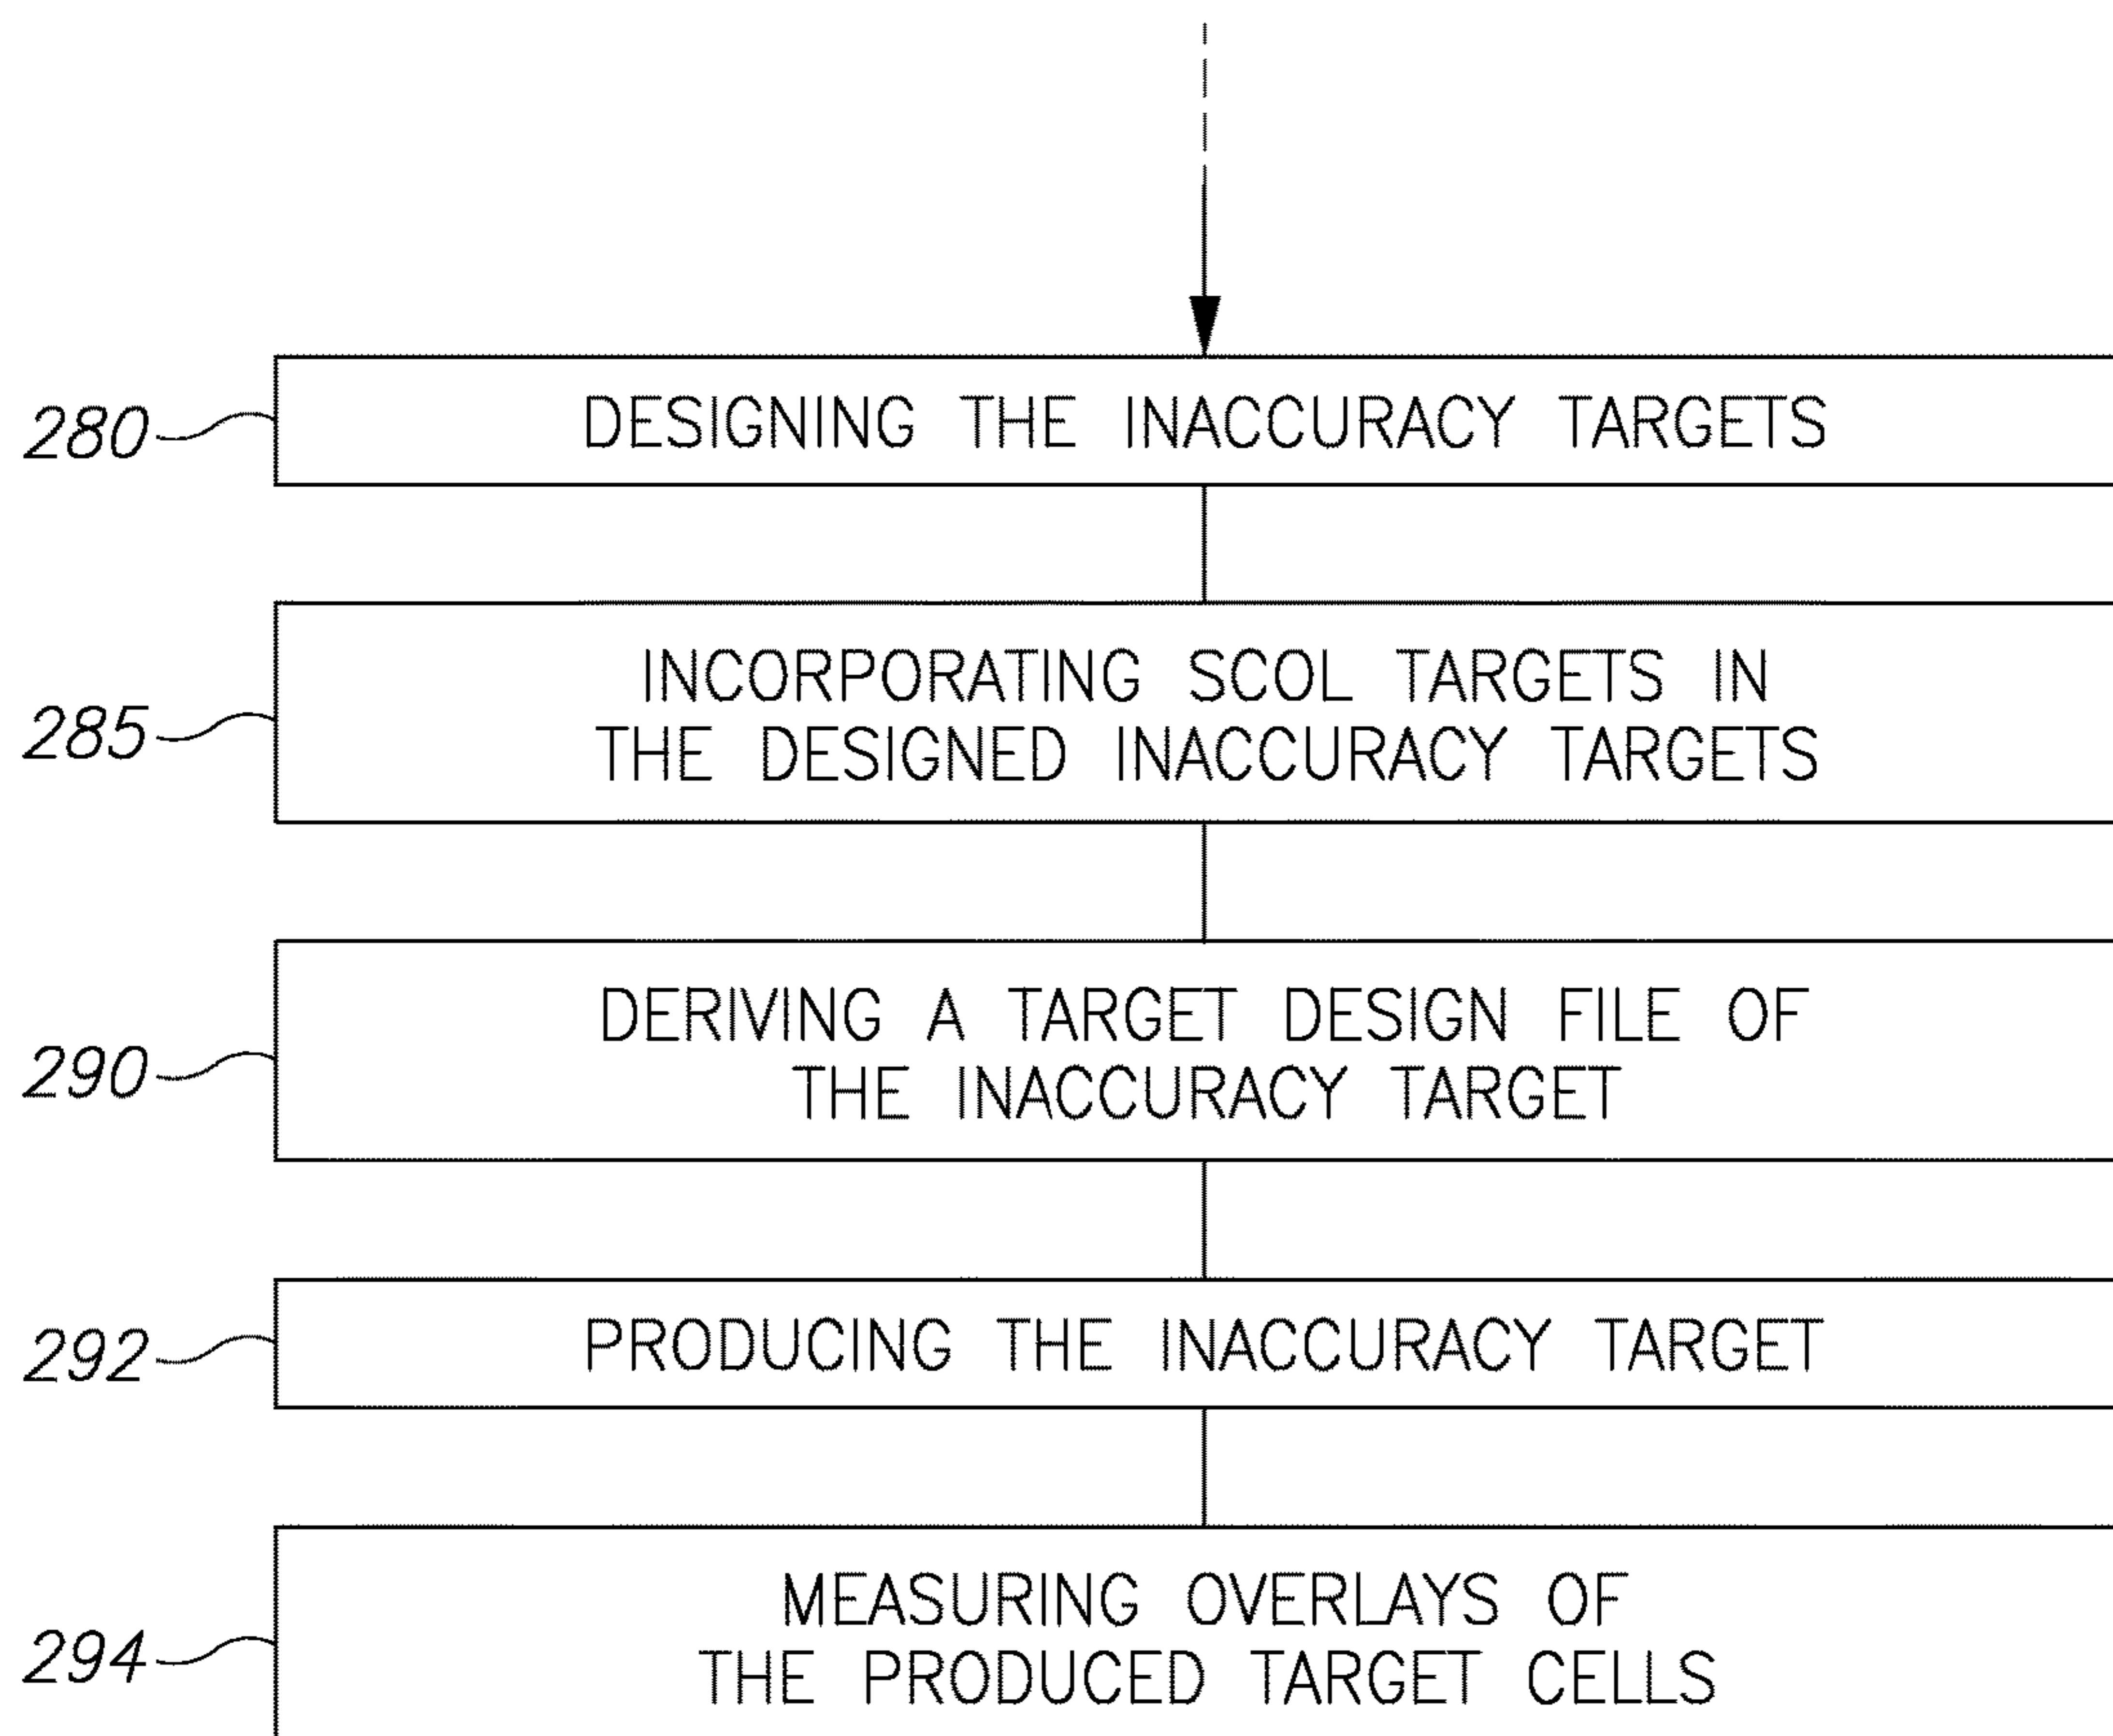 280
DESIGNING THE INACCURACY TARGETS
285
INCORPORATING SCOL TARGETS IN
THE DESIGNED INACCURACY TARGETS
290
DERIVING A TARGET DESIGN FILE OF
THE INACCURACY TARGET
292
PRODUCING THE INACCURACY TARGET
294
MEASURING OVERLAYS OF
THE PRODUCED TARGET CELLS